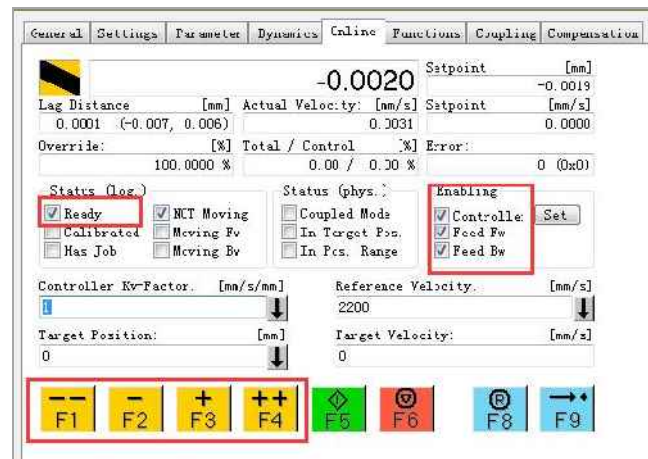 General Settings Parameter Dynamics Online Functions Coupling Compensation
-0.0020
Setpoint [mm]
-0.0019
Lag Distance [mm] Actual Velocity: [mm/s] Setpoint [mm/s]
0.0001 (-0.007, 0.006) 0.0031 0.0000
Override: [%] Total / Control [%] Error:
100.0000 % 0.00 / 0.00 % 0 (0x0)
Status (log.) Status (phys.) Enabling
Ready NCT Moving Coupled Mode Controller Set
Calibrated Moving Fw In Target Pos. Feed Fw
Has Job Moving Bw In Pos. Range Feed Bw
Controller Kv-Factor. [mm/s/mm] Reference Velocity. [mm/s]
1 2200
Target Position: [mm] Target Velocity: [mm/s]
0 0
-- - + ++ R
F1 F2 F3 F4 F5 F6 F8 F9